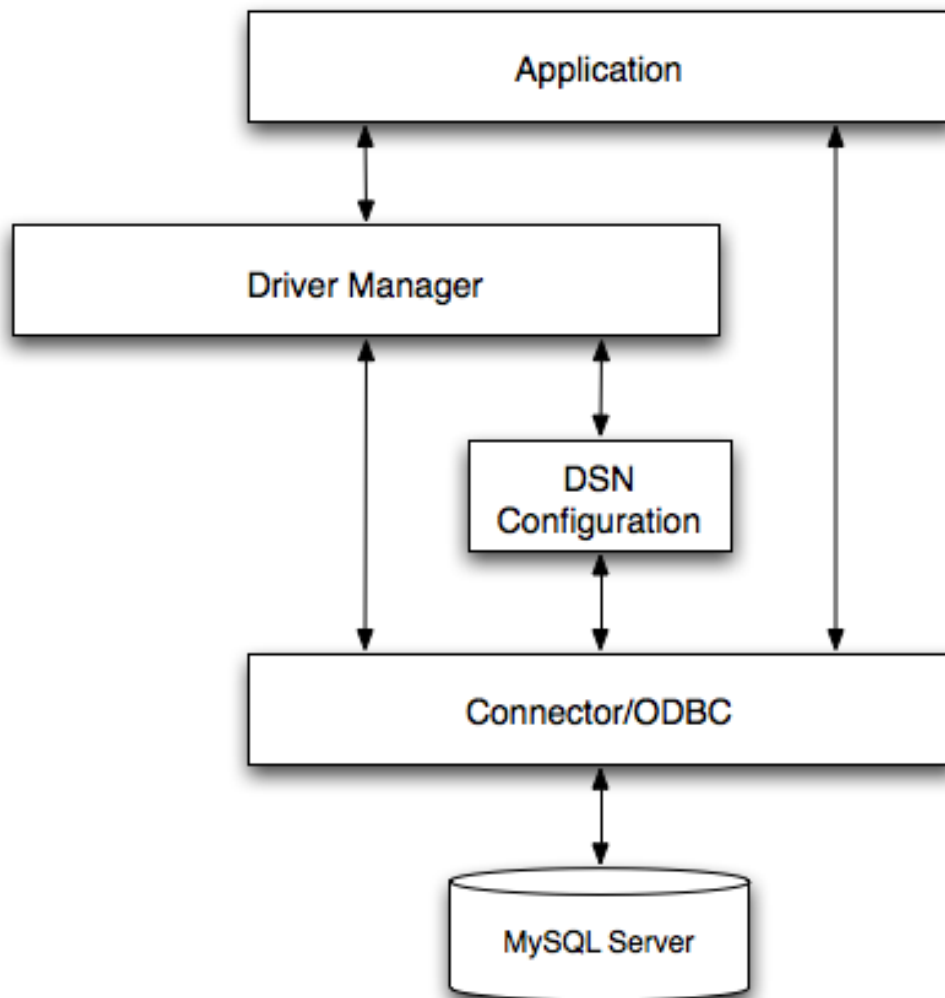 Application
Driver Manager
DSN
Configuration
Connector/ODBC
MySQL Server